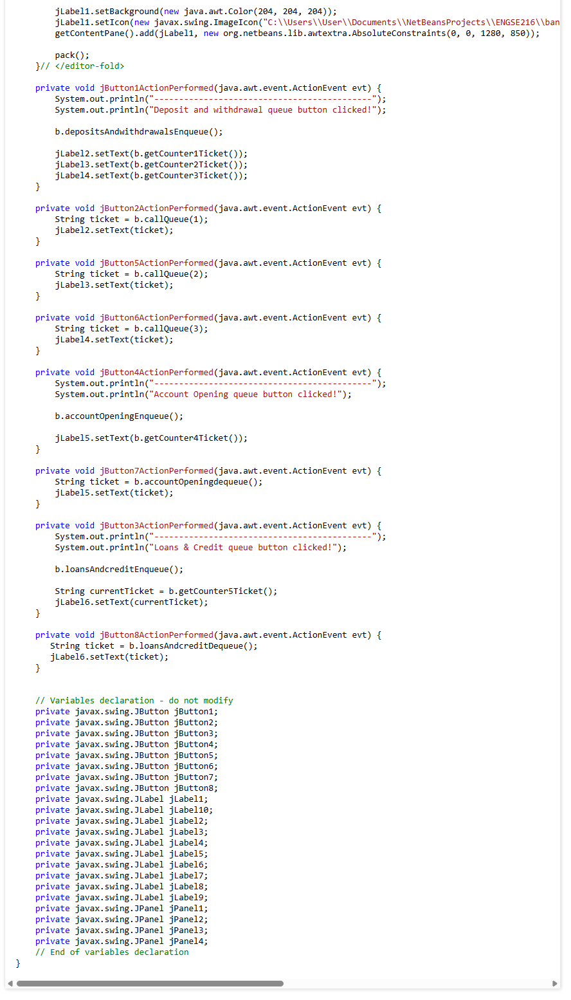 jLabel1.setBackground(new java.awt.Color(204, 204, 204));
jLabel1.setIcon(new javax.swing.ImageIcon("C:\\Users\\User\\Documents\\NetBeansProjects\\ENGSE216\\ban
getContentPane().add(jLabel1, new org.netbeans.lib.awtextra.AbsoluteConstraints(0, 0, 1280, 850));
pack();
}// </editor-fold>
private void jButton1ActionPerformed(java.awt.event.ActionEvent evt) {
System.out.println("--------------------------------------------");
System.out.println("Deposit and withdrawal queue button clicked!");
b.depositsAndwithdrawalsEnqueue();
jLabel2.setText(b.getCounter1Ticket());
jLabel3.setText(b.getCounter2Ticket());
jLabel4.setText(b.getCounter3Ticket());
}
private void jButton2ActionPerformed(java.awt.event.ActionEvent evt) {
String ticket = b.callQueue(1);
jLabel2.setText(ticket);
}
private void jButton5ActionPerformed(java.awt.event.ActionEvent evt) {
String ticket = b.callQueue(2);
jLabel3.setText(ticket);
}
private void jButton6ActionPerformed(java.awt.event.ActionEvent evt) {
String ticket = b.callQueue(3);
jLabel4.setText(ticket);
}
private void jButton4ActionPerformed(java.awt.event.ActionEvent evt) {
System.out.println("--------------------------------------------");
System.out.println("Account Opening queue button clicked!");
b.accountOpeningEnqueue();
jLabel5.setText(b.getCounter4Ticket());
}
private void jButton7ActionPerformed(java.awt.event.ActionEvent evt) {
String ticket = b.accountOpeningdequeue();
jLabel5.setText(ticket);
}
private void jButton3ActionPerformed(java.awt.event.ActionEvent evt) {
System.out.println("--------------------------------------------");
System.out.println("Loans & Credit queue button clicked!");
b.loansAndcreditEnqueue();
String currentTicket = b.getCounter5Ticket();
jLabel6.setText(currentTicket);
}
private void jButton8ActionPerformed(java.awt.event.ActionEvent evt) {
String ticket = b.loansAndcreditDequeue();
jLabel6.setText(ticket);
}
// Variables declaration - do not modify
private javax.swing.JButton jButton1;
private javax.swing.JButton jButton2;
private javax.swing.JButton jButton3;
private javax.swing.JButton jButton4;
private javax.swing.JButton jButton5;
private javax.swing.JButton jButton6;
private javax.swing.JButton jButton7;
private javax.swing.JButton jButton8;
private javax.swing.JLabel jLabel1;
private javax.swing.JLabel jLabel10;
private javax.swing.JLabel jLabel2;
private javax.swing.JLabel jLabel3;
private javax.swing.JLabel jLabel4;
private javax.swing.JLabel jLabel5;
private javax.swing.JLabel jLabel6;
private javax.swing.JLabel jLabel7;
private javax.swing.JLabel jLabel8;
private javax.swing.JLabel jLabel9;
private javax.swing.JPanel jPanel1;
private javax.swing.JPanel jPanel2;
private javax.swing.JPanel jPanel3;
private javax.swing.JPanel jPanel4;
// End of variables declaration
}